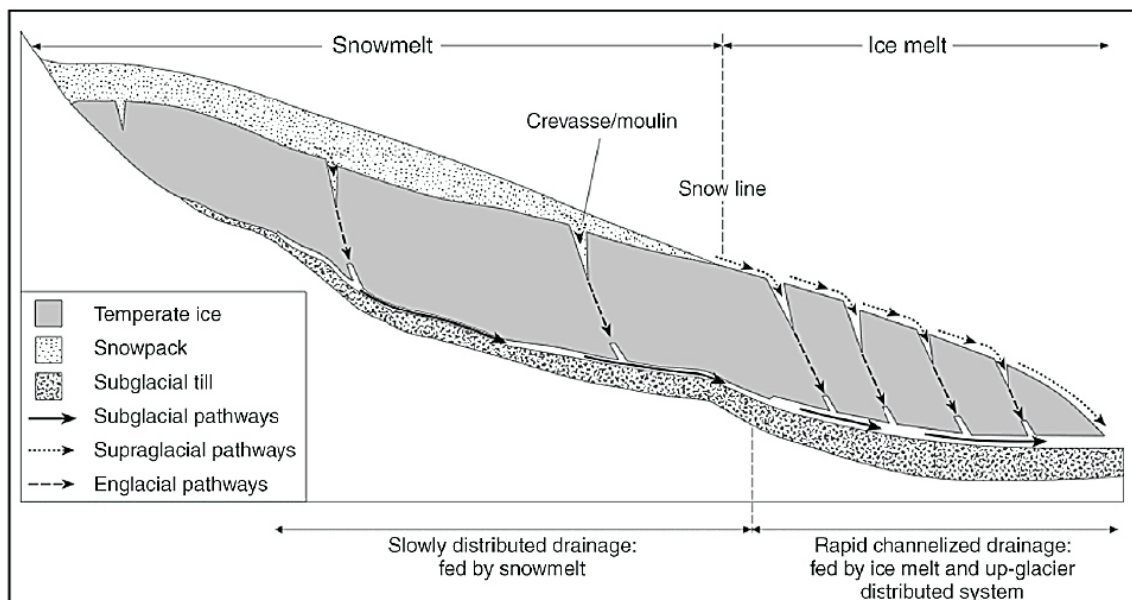 Snowmelt
Ice melt
Crevasse/moulin
Snow line
Temperate ice
Snowpack
Subglacial till
Subglacial pathways
Supraglacial pathways
Englacial pathways
Slowly distributed drainage:
fed by snowmelt
Rapid channelized drainage:
fed by ice melt and up-glacier
distributed system